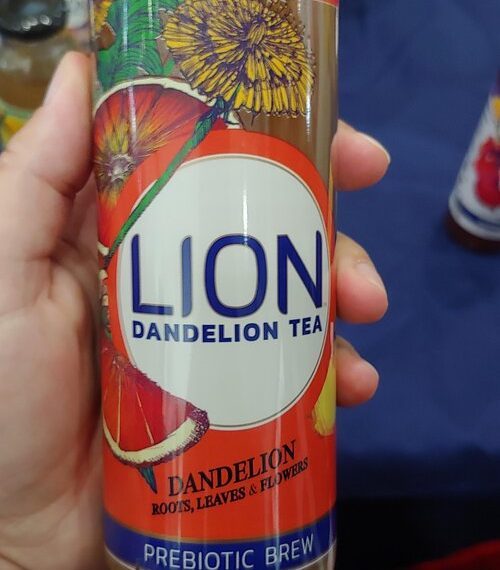 LION
DANDELION TEA
DANDELION
ROOTS, LEAVES & FLOWERS
PREBIOTIC BREW